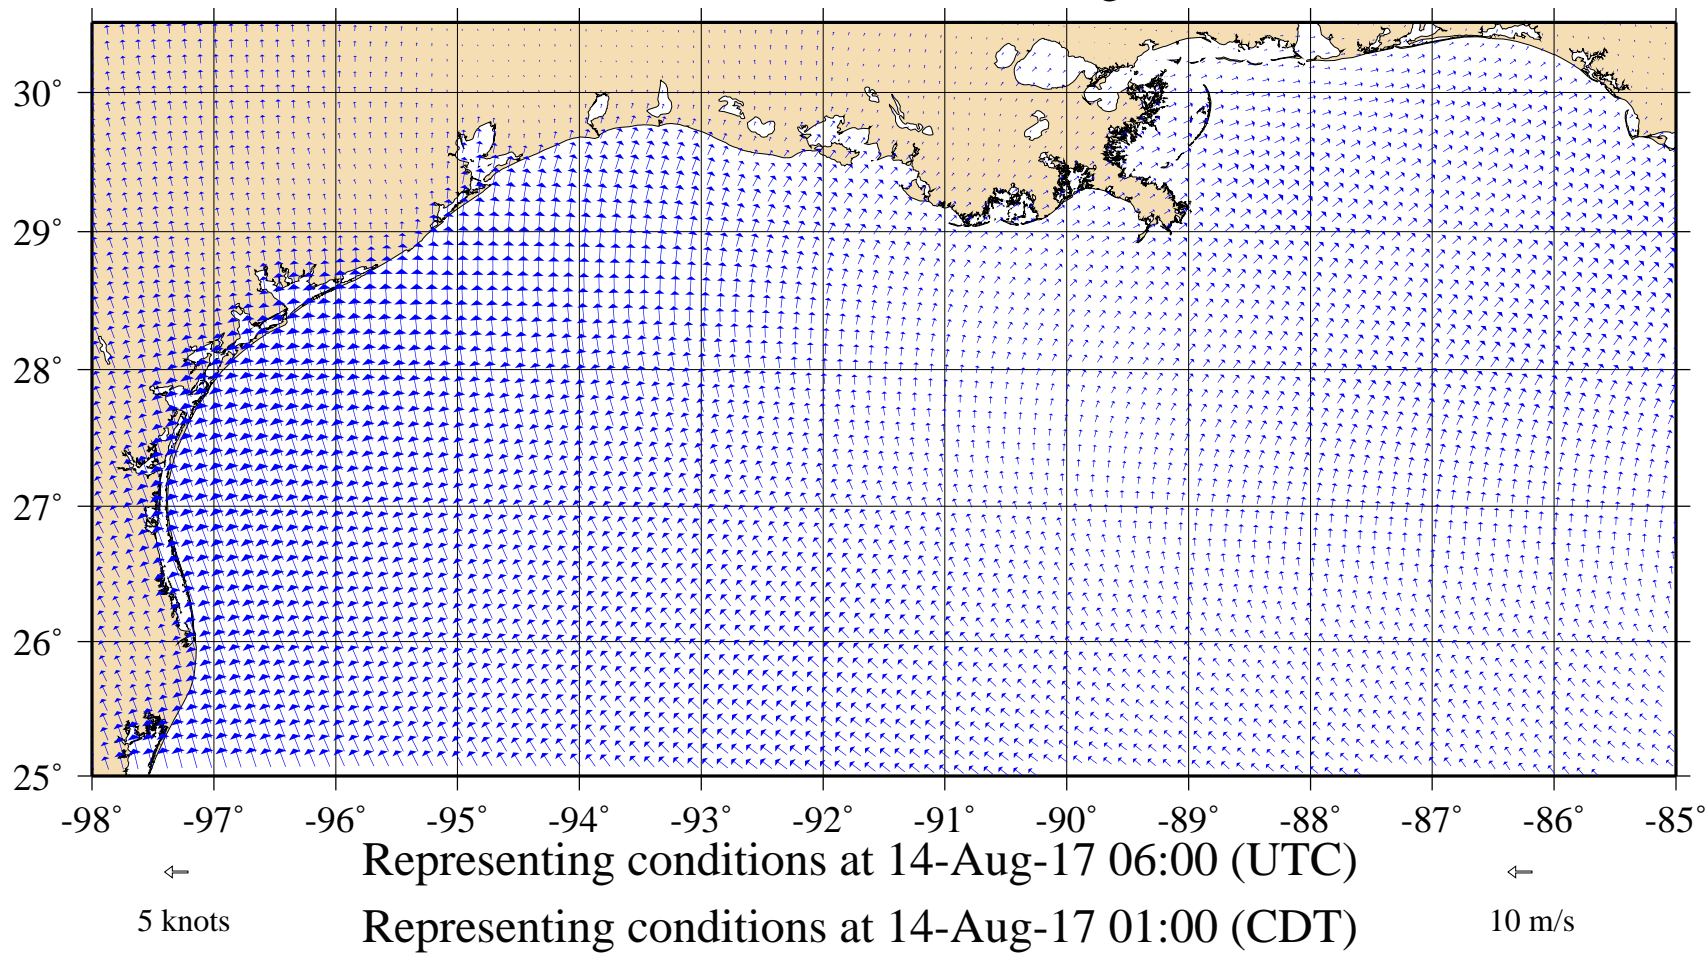 30°
29°
28°
27°
26°
25°
-98° -97° -96° -95° -94° -93° -92° -91° -90° -89° -88° -87° -86° -85°
Representing conditions at 14-Aug-17 06:00 (UTC)
5 knots
10 m/s
Representing conditions at 14-Aug-17 01:00 (CDT)